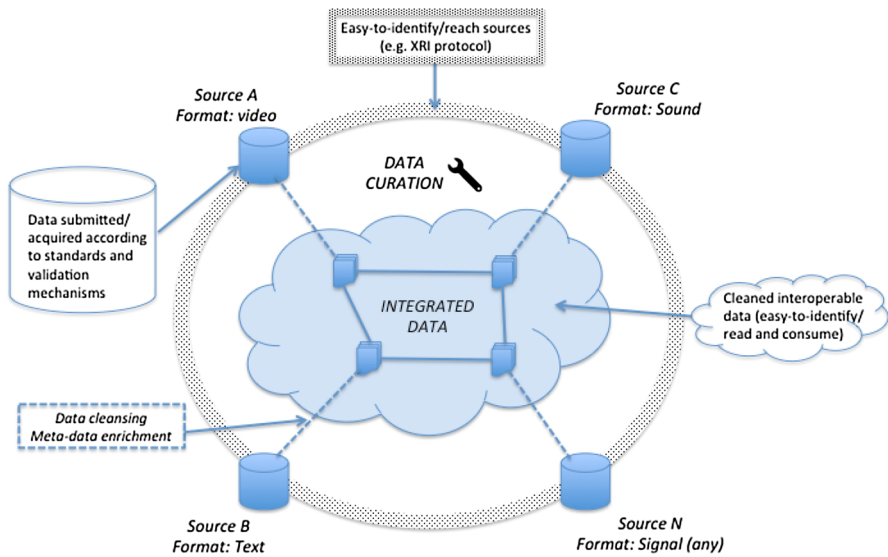 Easy-to-identify/reach sources
(e.g. XRI protocol)
Source A
Format: video
Source C
Format: Sound
DATA
CURATION
Data submitted/
acquired according
to standards and
validation
mechanisms
INTEGRATED
DATA
Cleaned interoperable
data (easy-to-identify/
read and consume)
Data cleansing
Meta-data enrichment
Source B
Format: Text
Source N
Format: Signal (any)